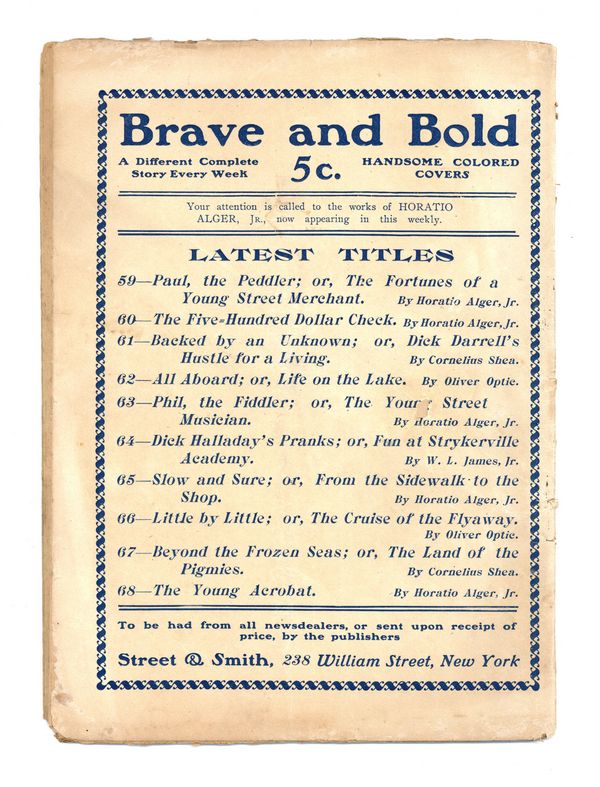 Brave and Bold
A Different Complete
Story Every Week
5c.
HANDSOME COLORED
COVERS
Your attention is called to the works of HORATIO
ALGER, JR., now appearing in this weekly.
LATEST TITLES
59—Paul, the Peddler; or, The Fortunes of a
Young Street Merchant. By Horatio Alger, Jr.
60—The Five-Hundred Dollar Check. By Horatio Alger, Jr.
61—Backed by an Unknown; or, Dick Darrell's
Hustle for a Living. By Cornelius Shea.
62—All Aboard; or, Life on the Lake. By Oliver Optic.
63—Phil, the Fiddler; or, The Young Street
Musician. By Horatio Alger, Jr.
64—Dick Halladay's Pranks; or, Fun at Strykerville
Academy. By W. L. James, Jr.
65—Slow and Sure; or, From the Sidewalk to the
Shop. By Horatio Alger, Jr.
66—Little by Little; or, The Cruise of the Flyaway.
By Oliver Optic.
67—Beyond the Frozen Seas; or, The Land of the
Pigmies. By Cornelius Shea.
68—The Young Acrobat. By Horatio Alger, Jr.
To be had from all newsdealers, or sent upon receipt of
price, by the publishers
Street & Smith, 238 William Street, New York